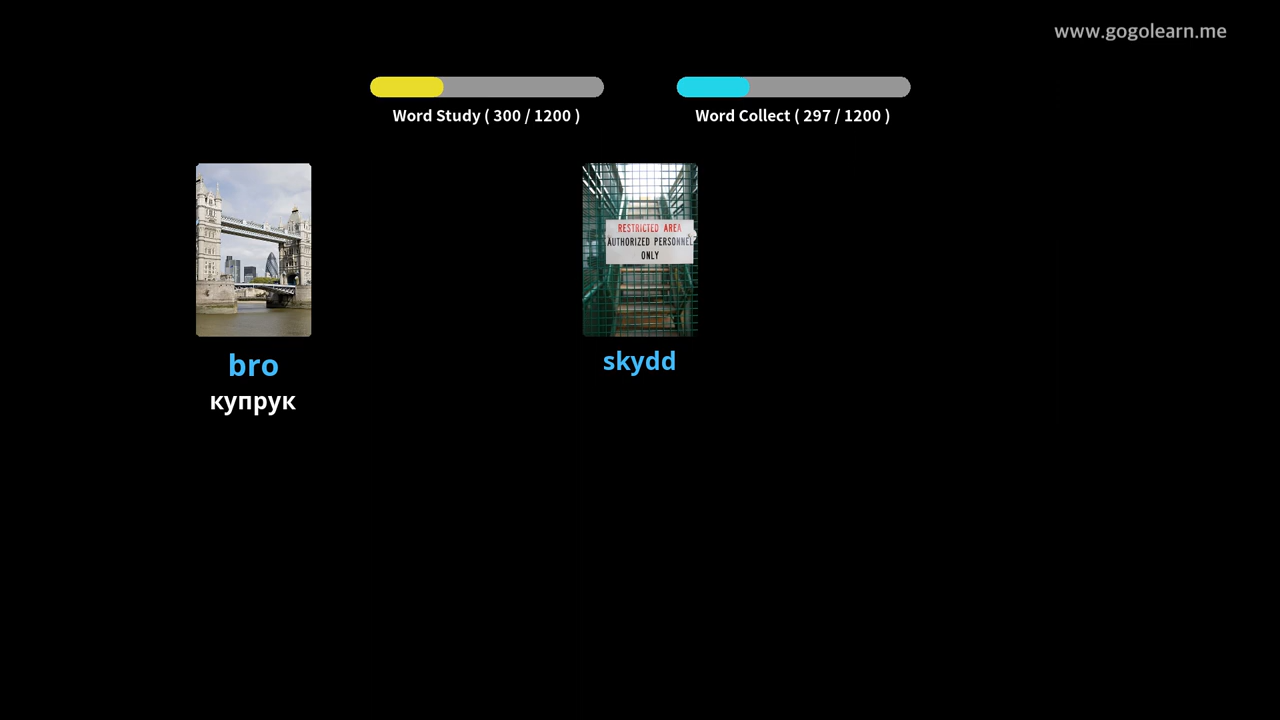 www.gogolearn.me
Word Study ( 300 / 1200 )
Word Collect ( 297 / 1200 )
RESTRICTED AREA
AUTHORIZED PERSONNEL
ONLY
bro
skydd
купрук